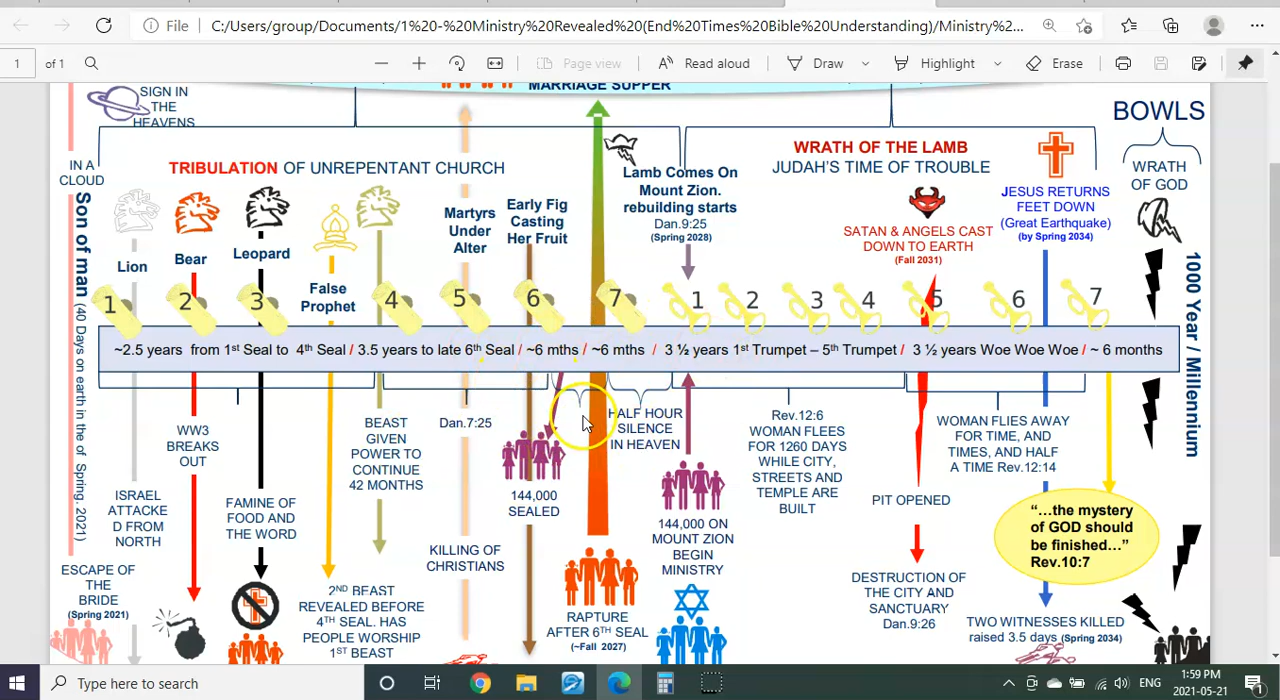 File
C:/Users/group/Documents/1%20-%20Ministry%20Revealed%20(End%20Times%20Bible%20Understanding)/Ministry%2...
1
of 1
Page view
Read aloud
Draw
Highlight
Erase
MARRIAGE SUPPER
SIGN IN
THE
HEAVENS
BOWLS
IN A
CLOUD
TRIBULATION OF UNREPENTANT CHURCH
WRATH OF THE LAMB
JUDAH'S TIME OF TROUBLE
WRATH
OF GOD
Lamb Comes On
Mount Zion.
rebuilding starts
Dan.9:25
(Spring 2028)
JESUS RETURNS
FEET DOWN
(Great Earthquake)
(by Spring 2034)
Martyrs
Under
Alter
Early Fig
Casting
Her Fruit
SATAN & ANGELS CAST
DOWN TO EARTH
(Fall 2031)
Lion
Bear
Leopard
False
Prophet
Son of man (40 Days on earth in the of Spring, 2021)
1000 Year / Millennium
1 2 3 4 5 6 7 1 2 3 4 5 6 7
~2.5 years from 1st Seal to 4th Seal / 3.5 years to late 6th Seal / ~6 mths / ~6 mths / 3 ½ years 1st Trumpet – 5th Trumpet / 3 ½ years Woe Woe Woe / ~ 6 months
WW3
BREAKS
OUT
BEAST
GIVEN
POWER TO
CONTINUE
42 MONTHS
Dan.7:25
HALF HOUR
SILENCE
IN HEAVEN
Rev.12:6
WOMAN FLEES
FOR 1260 DAYS
WHILE CITY,
STREETS AND
TEMPLE ARE
BUILT
WOMAN FLIES AWAY
FOR TIME, AND
TIMES, AND HALF
A TIME Rev.12:14
ISRAEL
ATTACKE
D FROM
NORTH
FAMINE OF
FOOD AND
THE WORD
144,000
SEALED
144,000 ON
MOUNT ZION
BEGIN
MINISTRY
PIT OPENED
"...the mystery
of GOD should
be finished..."
Rev.10:7
ESCAPE OF
THE
BRIDE
(Spring 2021)
KILLING OF
CHRISTIANS
2ND BEAST
REVEALED BEFORE
4TH SEAL. HAS
PEOPLE WORSHIP
1ST BEAST
RAPTURE
AFTER 6TH SEAL
(~Fall 2027)
DESTRUCTION OF
THE CITY AND
SANCTUARY
Dan.9:26
TWO WITNESSES KILLED
raised 3.5 days (Spring 2034)
Type here to search
ENG
1:59 PM
2021-05-21
1